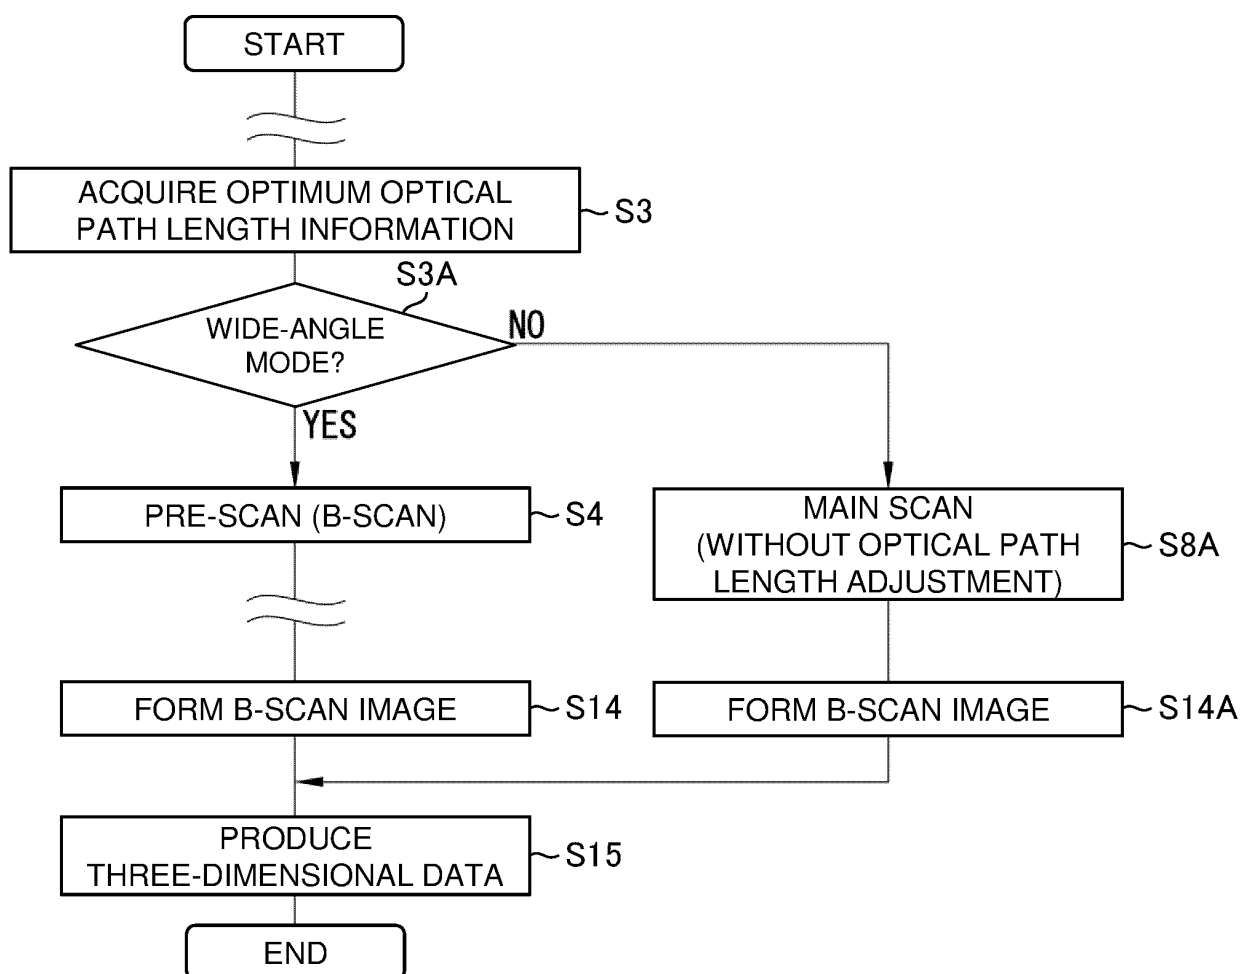 START
ACQUIRE OPTIMUM OPTICAL
PATH LENGTH INFORMATION
S3
S3A
WIDE-ANGLE
MODE?
NO
YES
PRE-SCAN (B-SCAN)
S4
MAIN SCAN
(WITHOUT OPTICAL PATH
LENGTH ADJUSTMENT)
S8A
FORM B-SCAN IMAGE
S14
FORM B-SCAN IMAGE
S14A
PRODUCE
THREE-DIMENSIONAL DATA
S15
END